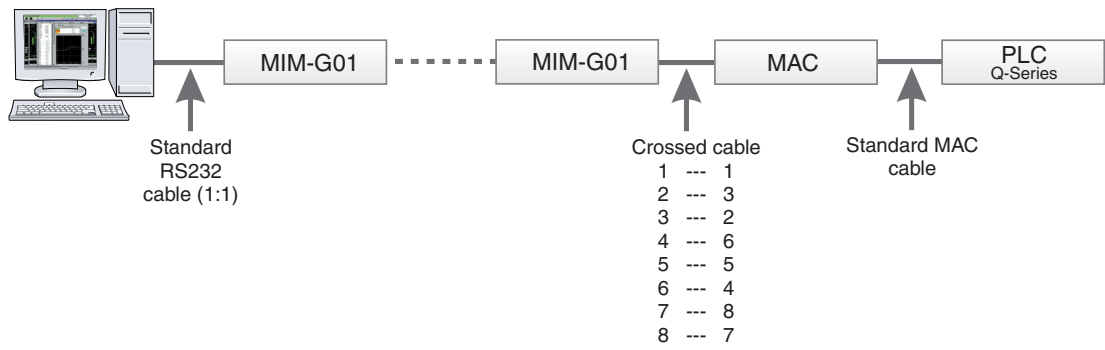 MIM-G01
MIM-G01
MAC
PLC
Q-Series
Standard
RS232
cable (1:1)
Crossed cable
1 --- 1
2 --- 3
3 --- 2
4 --- 6
5 --- 5
6 --- 4
7 --- 8
8 --- 7
Standard MAC
cable